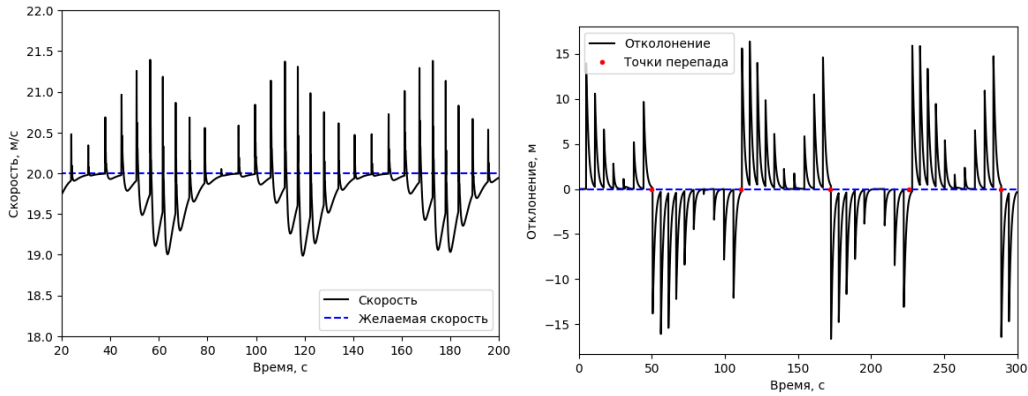 22.0
21.5
21.0
20.5
20.0
19.5
19.0
18.5
18.0
Скорость, м/с
20 40 60 80 100 120 140 160 180 200
Время, с
Скорость
Желаемая скорость
15
10
5
0
−5
−10
−15
Отклонение, м
0 50 100 150 200 250 300
Время, с
Отколонение
Точки перепада